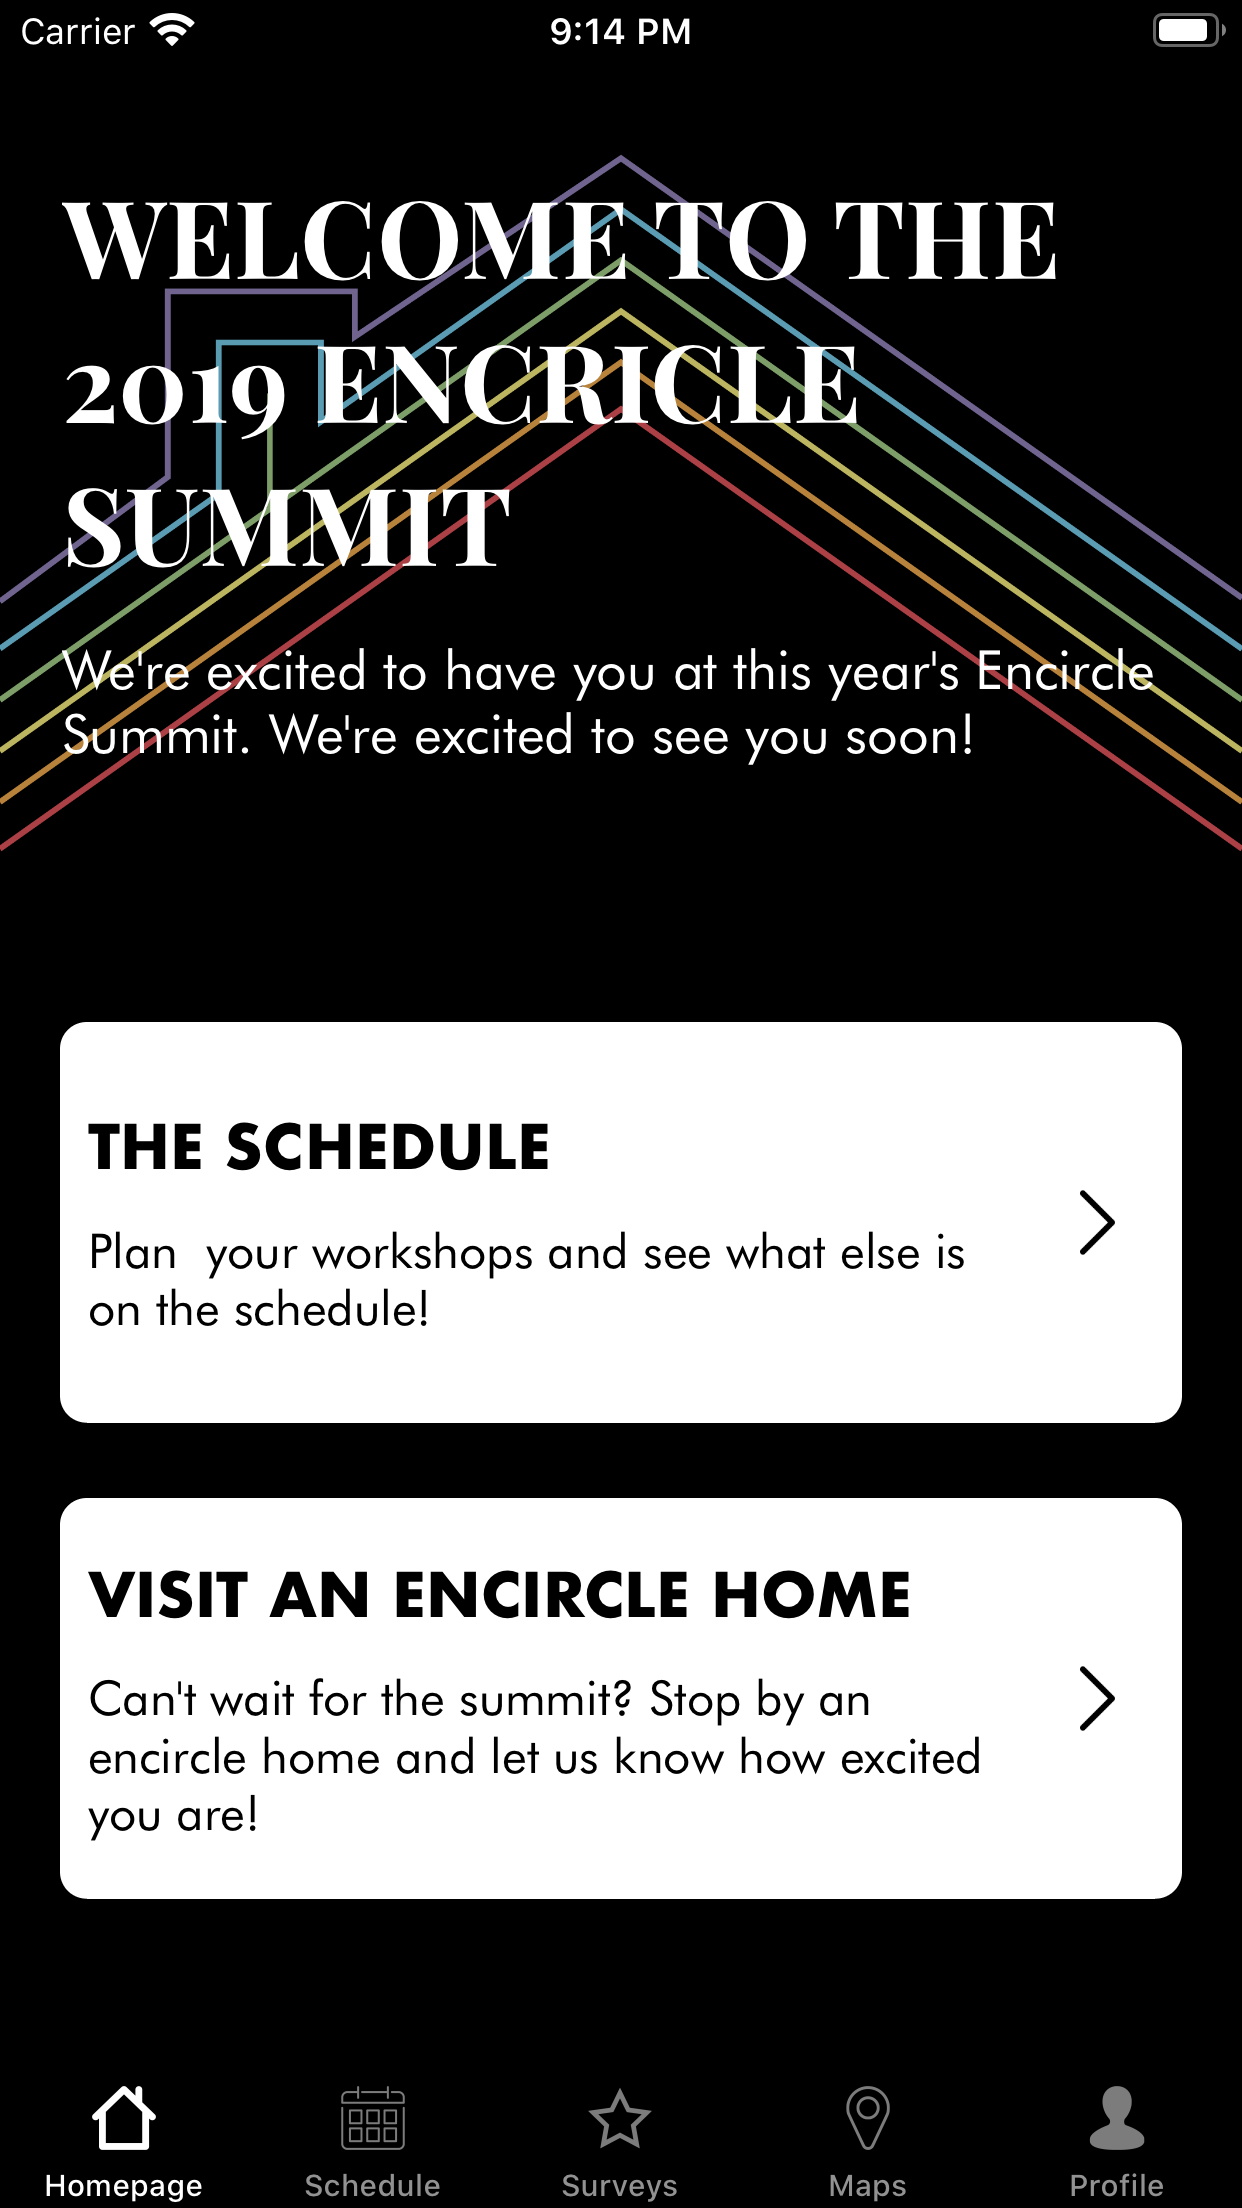 Carrier 9:14 PM
WELCOME TO THE
2019 ENCRICLE
SUMMIT
We're excited to have you at this year's Encircle
Summit. We're excited to see you soon!
THE SCHEDULE
Plan  your workshops and see what else is
on the schedule!
VISIT AN ENCIRCLE HOME
Can't wait for the summit? Stop by an
encircle home and let us know how excited
you are!
Homepage Schedule Surveys Maps Profile